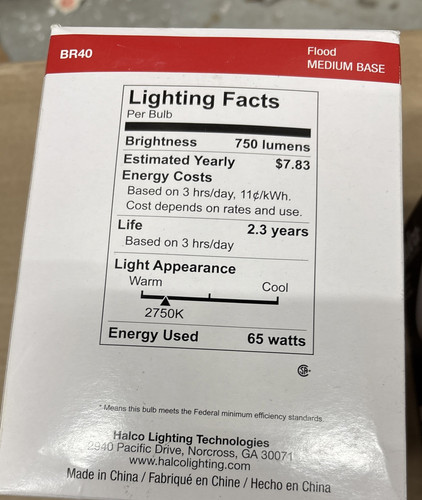 BR40
Flood
MEDIUM BASE
Lighting Facts
Per Bulb
Brightness 750 lumens
Estimated Yearly $7.83
Energy Costs
Based on 3 hrs/day, 11¢/kWh.
Cost depends on rates and use.
Life 2.3 years
Based on 3 hrs/day
Light Appearance
Warm Cool
2750K
Energy Used 65 watts
* Means this bulb meets the Federal minimum efficiency standards.
Halco Lighting Technologies
2940 Pacific Drive, Norcross, GA 30071
www.halcolighting.com
Made in China / Fabriqué en Chine / Hecho en China